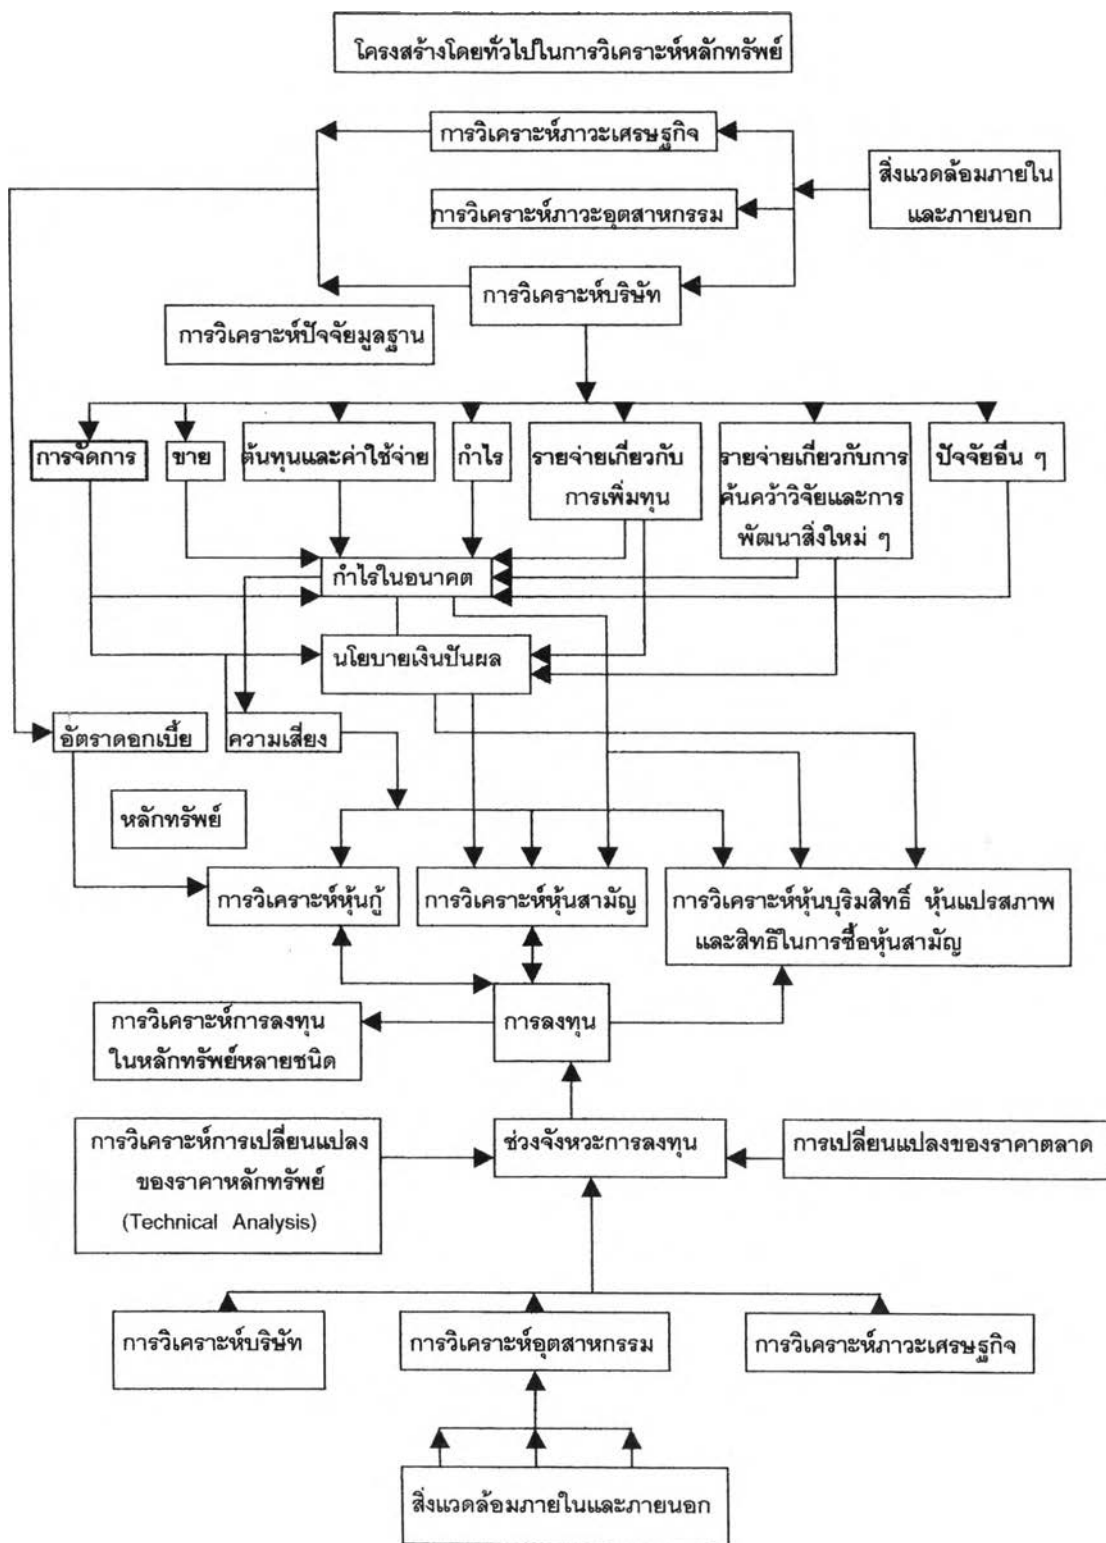 โครงสร้างโดยทั่วไปในการวิเคราะห์หลักทรัพย์
การวิเคราะห์ภาวะเศรษฐกิจ
สิ่งแวดล้อมภายใน
และภายนอก
การวิเคราะห์ภาวะอุตสาหกรรม
การวิเคราะห์บริษัท
การวิเคราะห์ปัจจัยมูลฐาน
การจัดการ
ขาย
ต้นทุนและค่าใช้จ่าย
กำไร
รายจ่ายเกี่ยวกับ
การเพิ่มทุน
รายจ่ายเกี่ยวกับการ
ค้นคว้าวิจัยและการ
พัฒนาสิ่งใหม่ ๆ
ปัจจัยอื่น ๆ
กำไรในอนาคต
นโยบายเงินปันผล
อัตราดอกเบี้ย
ความเสี่ยง
หลักทรัพย์
การวิเคราะห์หุ้นกู้
การวิเคราะห์หุ้นสามัญ
การวิเคราะห์หุ้นบุริมสิทธิ์ หุ้นแปรสภาพ
และสิทธิในการซื้อหุ้นสามัญ
การวิเคราะห์การลงทุน
ในหลักทรัพย์หลายชนิด
การลงทุน
การวิเคราะห์การเปลี่ยนแปลง
ของราคาหลักทรัพย์
(Technical Analysis)
ช่วงจังหวะการลงทุน
การเปลี่ยนแปลงของราคาตลาด
การวิเคราะห์บริษัท
การวิเคราะห์อุตสาหกรรม
การวิเคราะห์ภาวะเศรษฐกิจ
สิ่งแวดล้อมภายในและภายนอก